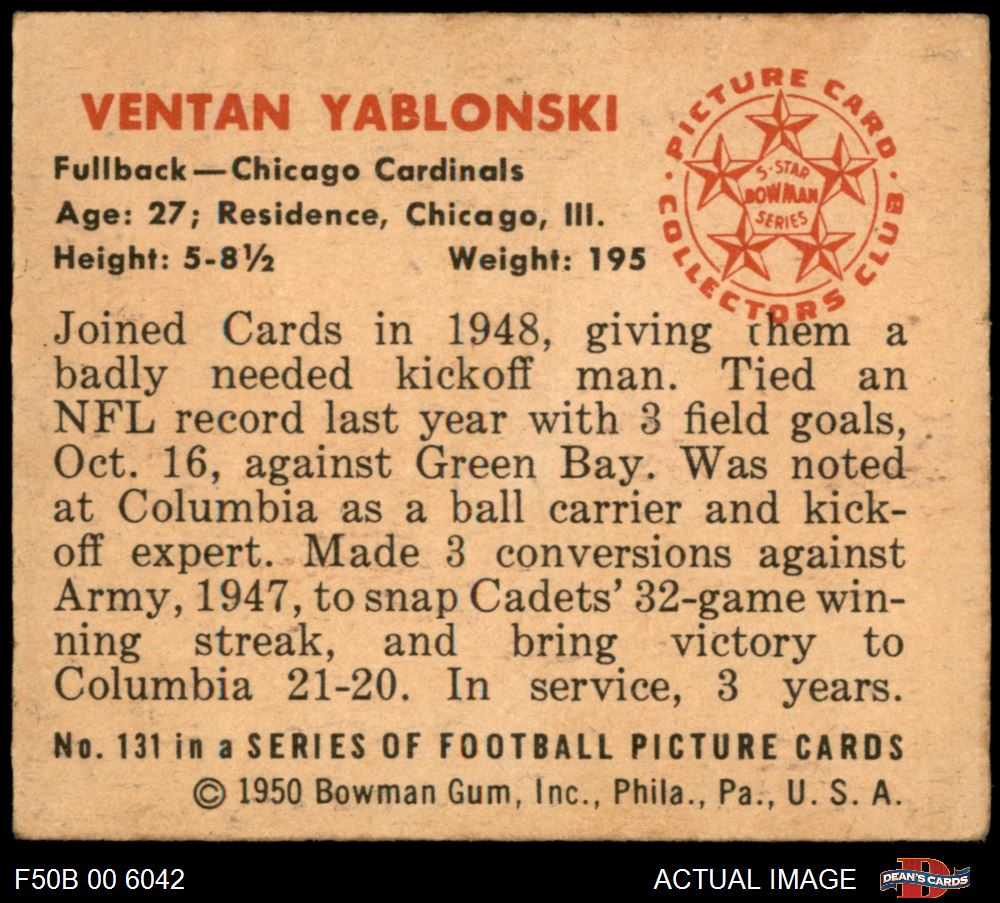 VENTAN YABLONSKI
Fullback—Chicago Cardinals
Age: 27; Residence, Chicago, Ill.
Height: 5-8½ Weight: 195
PICTURE CARD
COLLECTORS CLUB
5-STAR
BOWMAN
SERIES
Joined Cards in 1948, giving them a
badly needed kickoff man. Tied an
NFL record last year with 3 field goals,
Oct. 16, against Green Bay. Was noted
at Columbia as a ball carrier and kick-
off expert. Made 3 conversions against
Army, 1947, to snap Cadets' 32-game win-
ning streak, and bring victory to
Columbia 21-20. In service, 3 years.
No. 131 in a SERIES OF FOOTBALL PICTURE CARDS
© 1950 Bowman Gum, Inc., Phila., Pa., U. S. A.
F50B 00 6042
ACTUAL IMAGE
D
DEAN'S CARDS